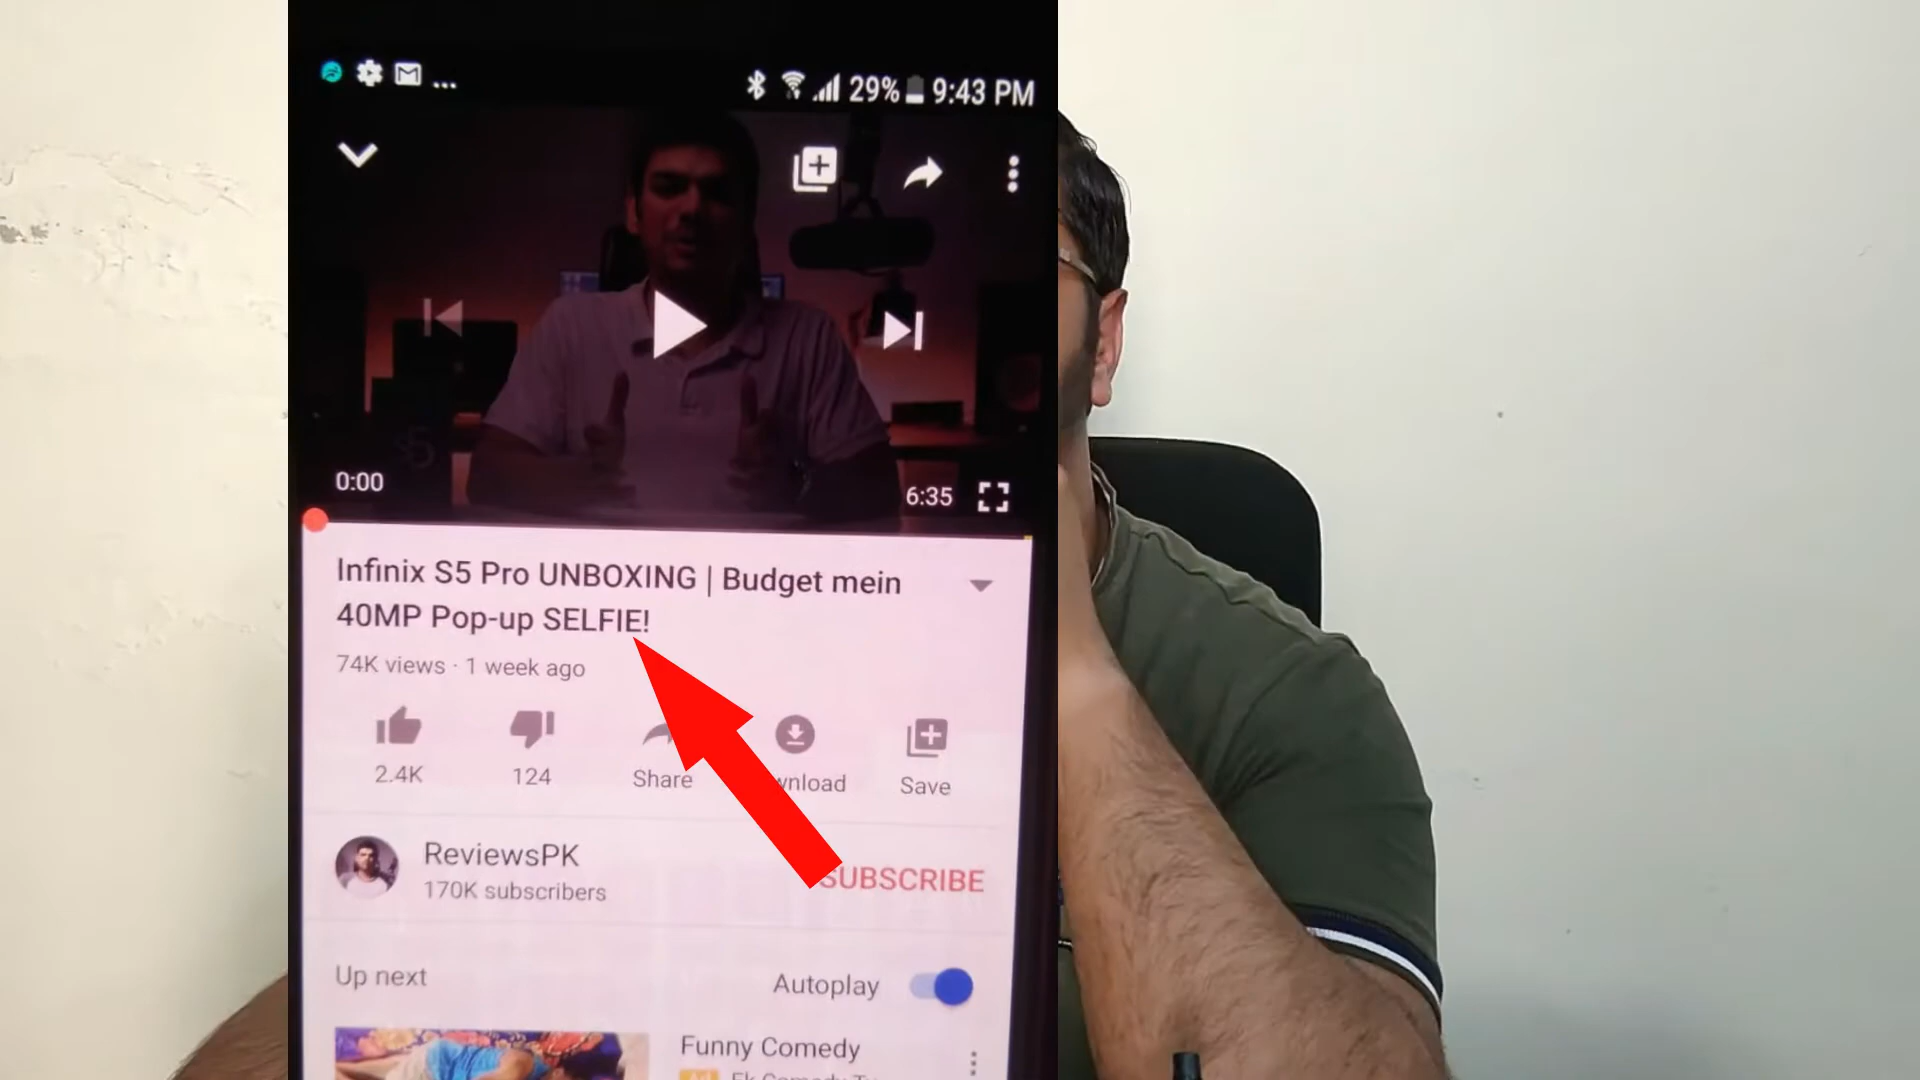 ...
29% 9:43 PM
0:00
6:35
Infinix S5 Pro UNBOXING | Budget mein
40MP Pop-up SELFIE!
74K views · 1 week ago
2.4K
124
Share
Save
ReviewsPK
170K subscribers
SUBSCRIBE
Up next
Autoplay
Funny Comedy
Ad